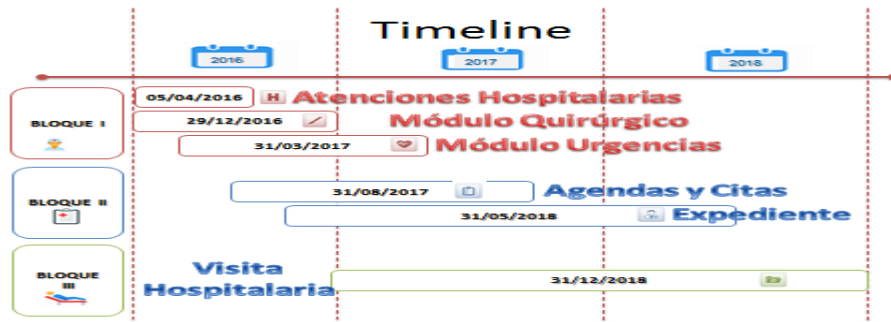 Timeline
2016
2017
2018
BLOQUE I
05/04/2016 H Atenciones Hospitalarias
29/12/2016 Módulo Quirúrgico
31/03/2017 Módulo Urgencias
BLOQUE II
31/08/2017 Agendas y Citas
31/05/2018 Expediente
BLOQUE
III
Visita
Hospitalaria
31/12/2018